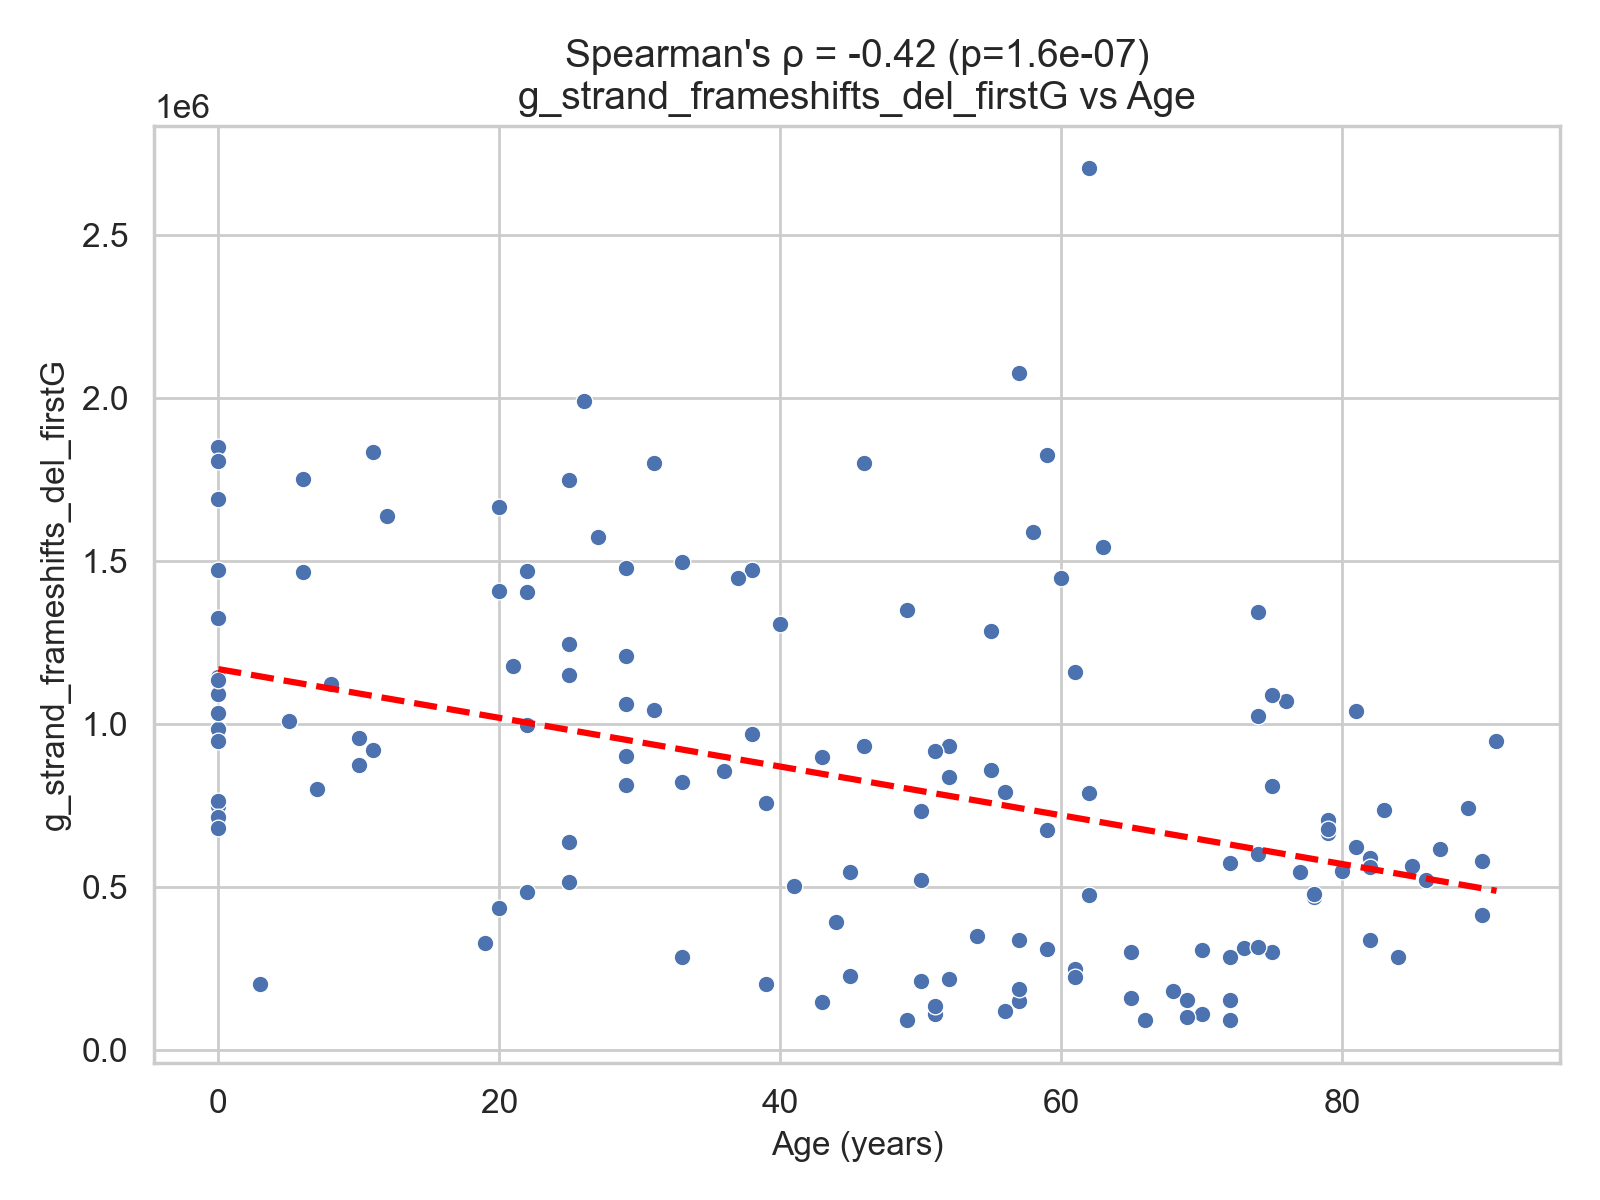 Spearman's ρ = -0.42 (p=1.6e-07)
g_strand_frameshifts_del_firstG vs Age
1e6
2.5
2.0
1.5
1.0
0.5
0.0
g_strand_frameshifts_del_firstG
0 20 40 60 80
Age (years)